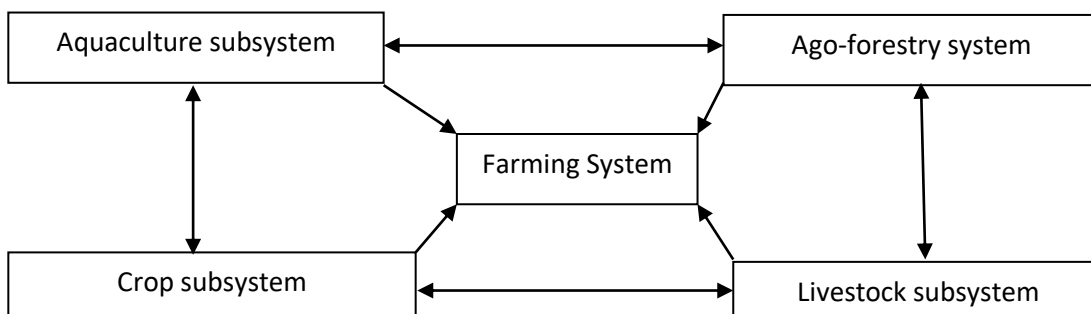 Aquaculture subsystem
Ago-forestry system
Farming System
Crop subsystem
Livestock subsystem